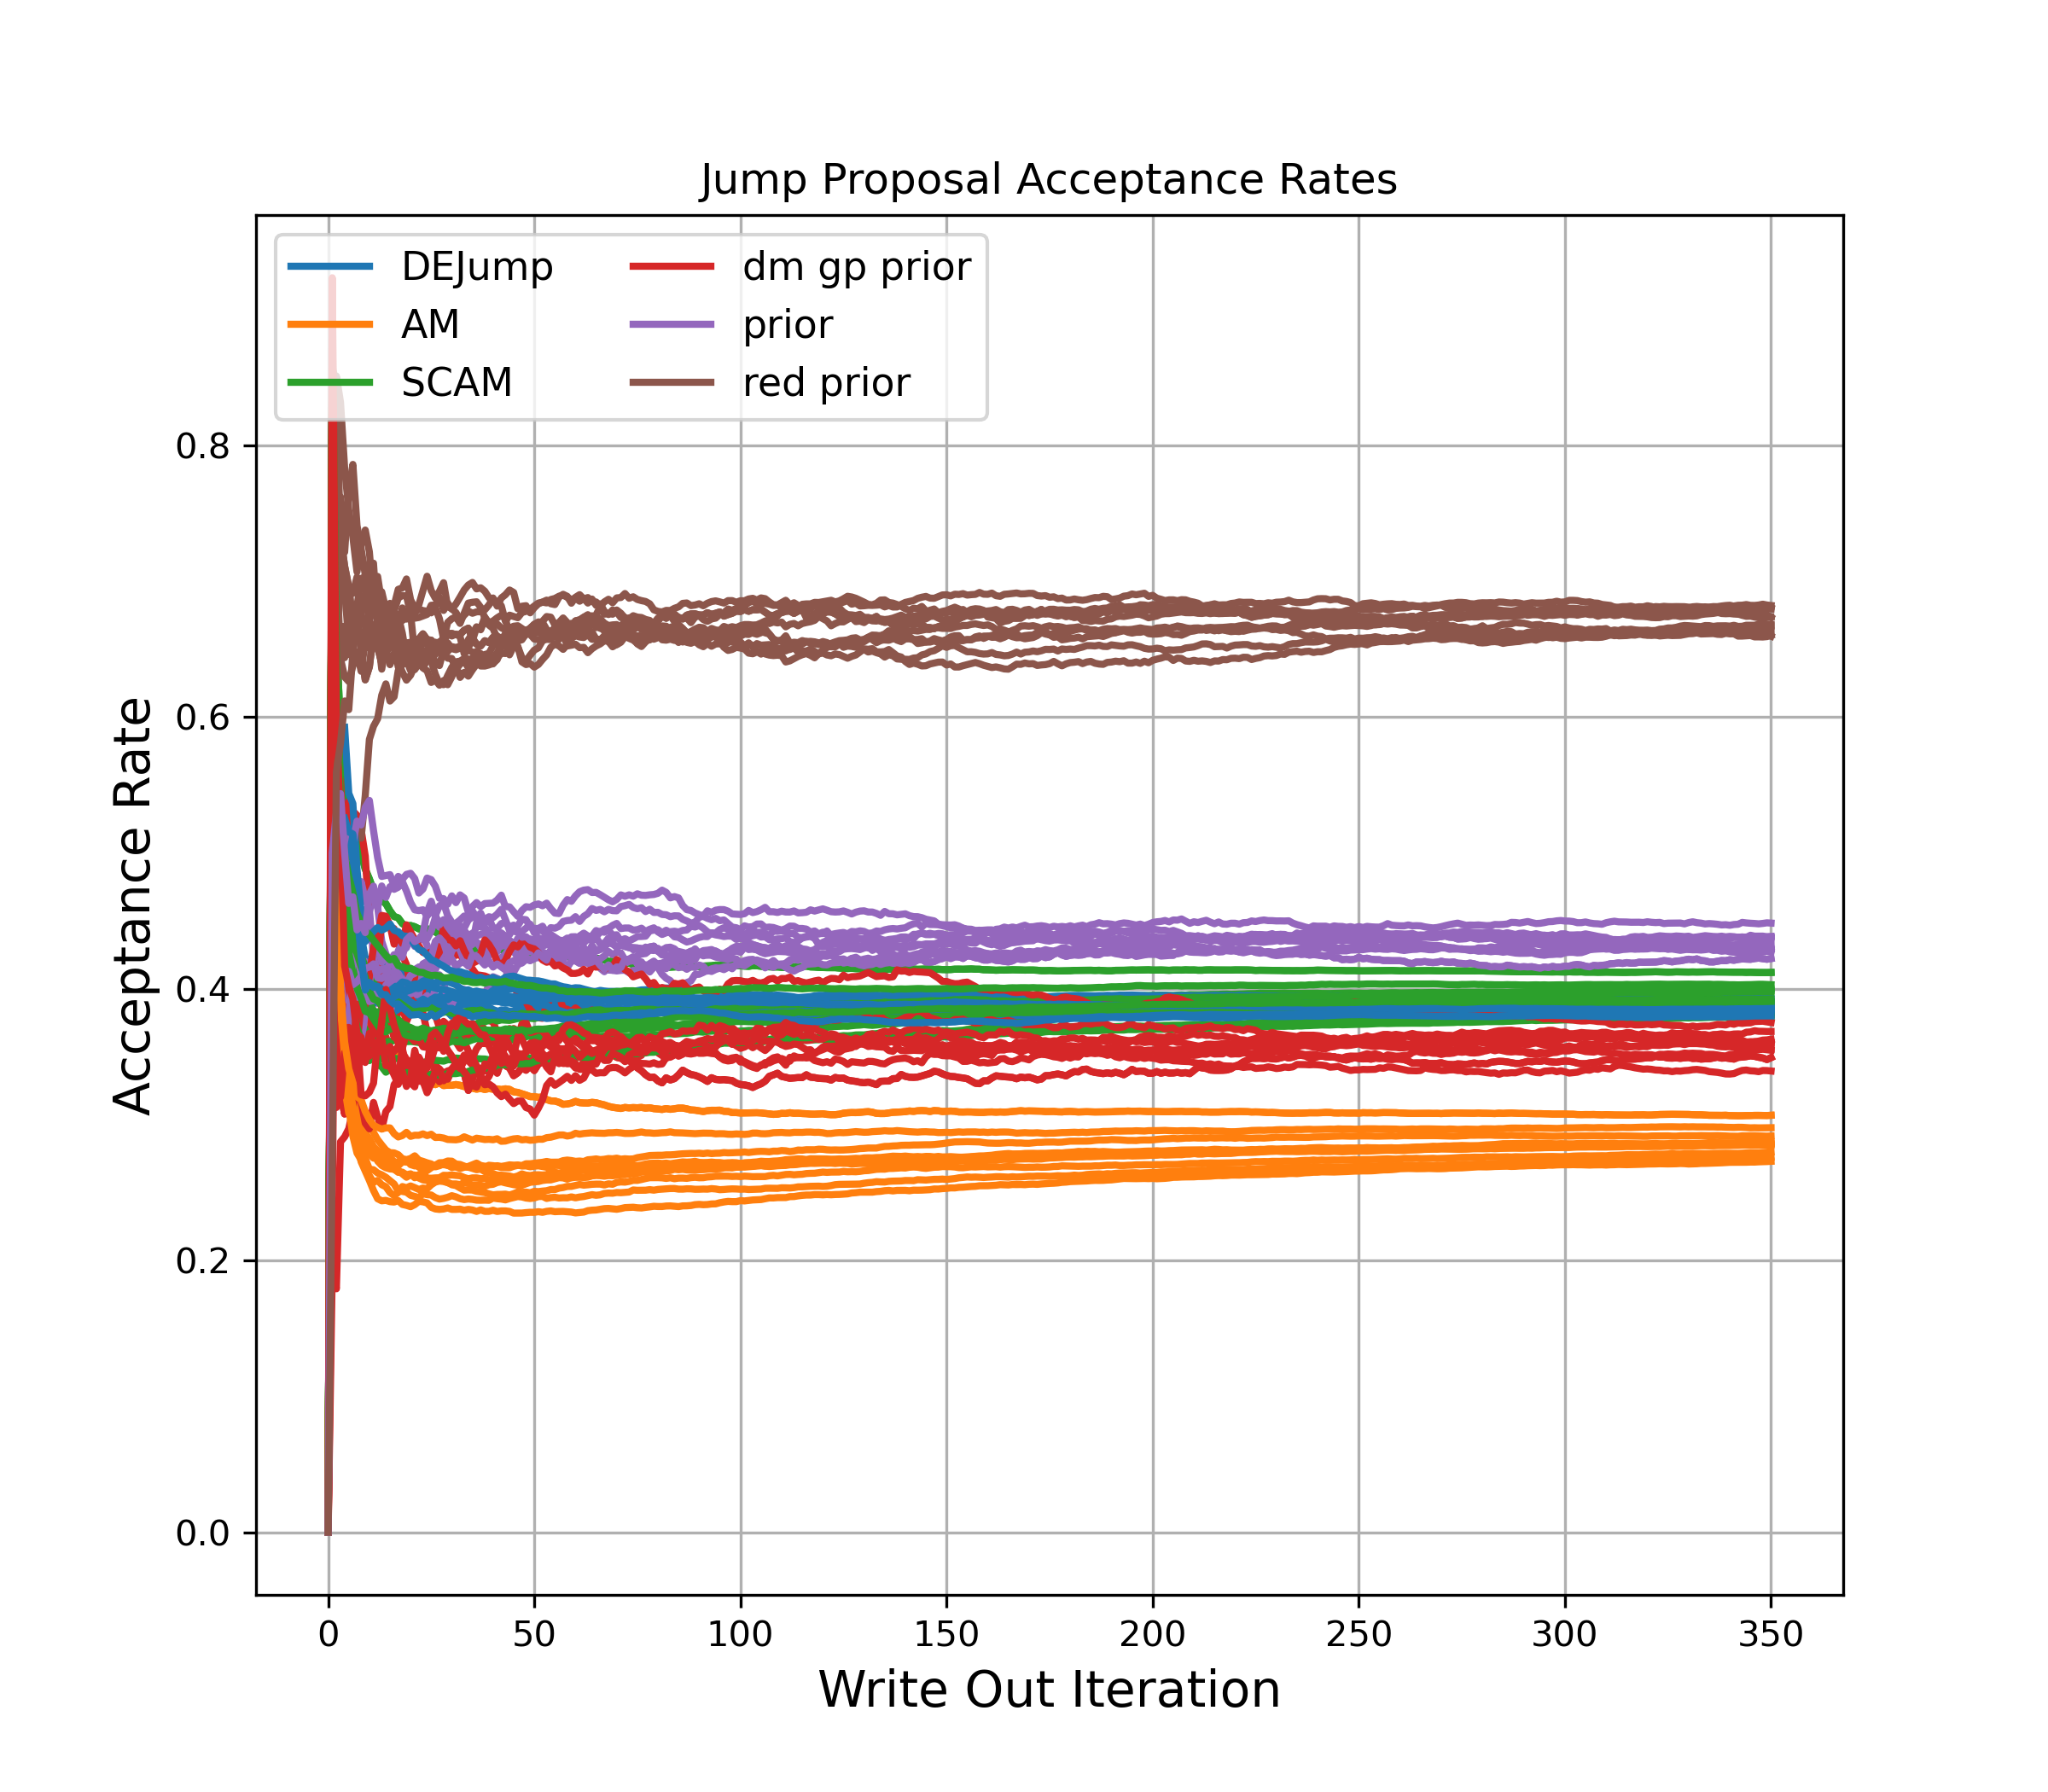 Jump Proposal Acceptance Rates
DEJump
AM
SCAM
dm gp prior
prior
red prior
Acceptance Rate
0.8
0.6
0.4
0.2
0.0
0 50 100 150 200 250 300 350
Write Out Iteration